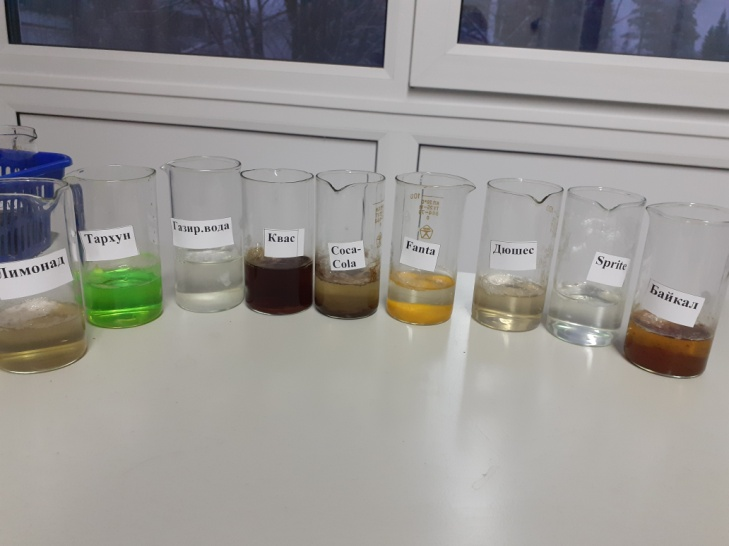 Лимонад
Тархун
Газир.вода
Квас
Coca-
Cola
Fanta
Дюшес
Sprite
Байкал